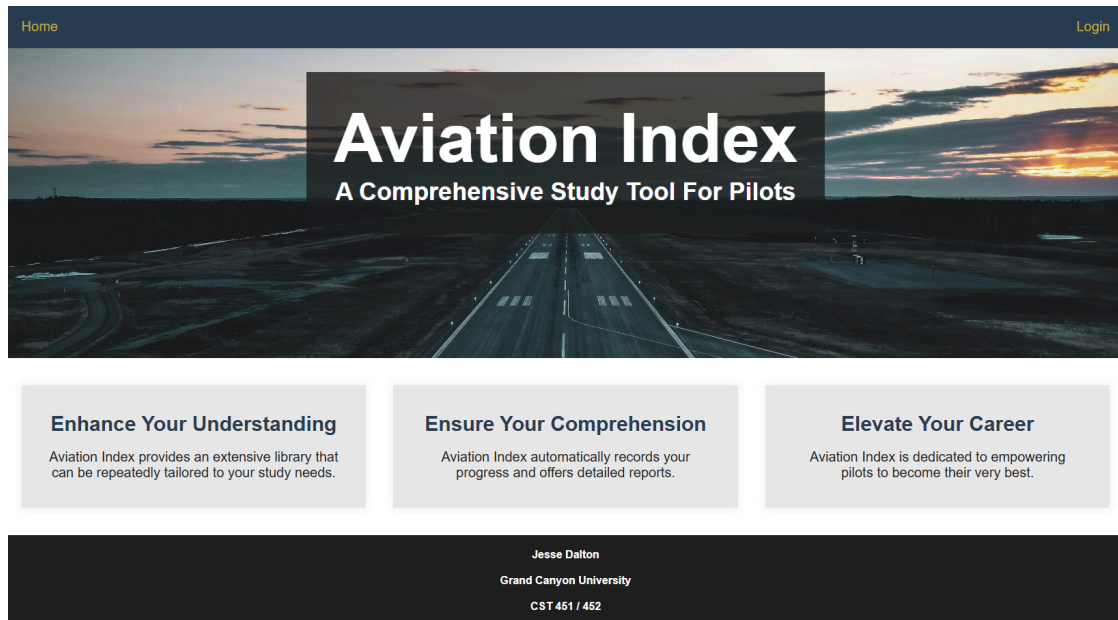 Home
Login
Aviation Index
A Comprehensive Study Tool For Pilots
Enhance Your Understanding
Aviation Index provides an extensive library that
can be repeatedly tailored to your study needs.
Ensure Your Comprehension
Aviation Index automatically records your
progress and offers detailed reports.
Elevate Your Career
Aviation Index is dedicated to empowering
pilots to become their very best.
Jesse Dalton
Grand Canyon University
CST 451 / 452